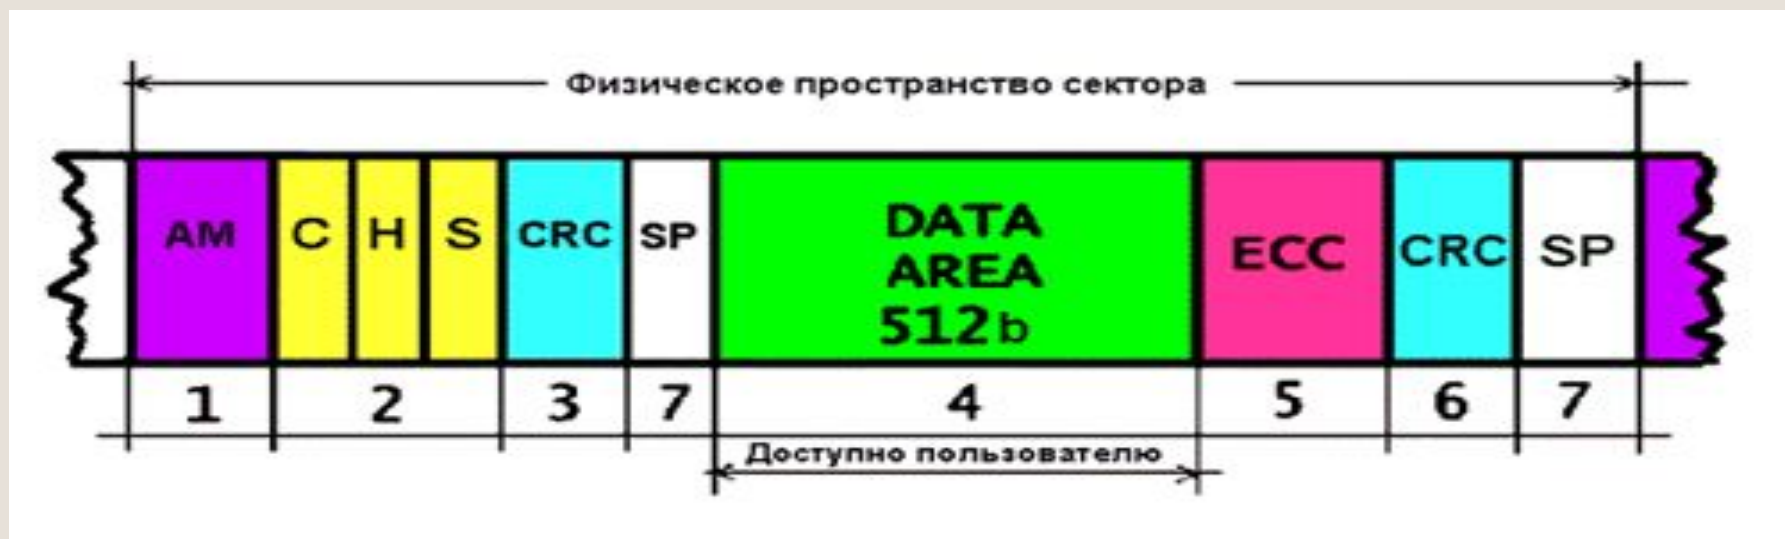 Физическое пространство сектора
AM C H S CRC SP DATA AREA 512b ECC CRC SP
1 2 3 7 4 5 6 7
Доступно пользователю